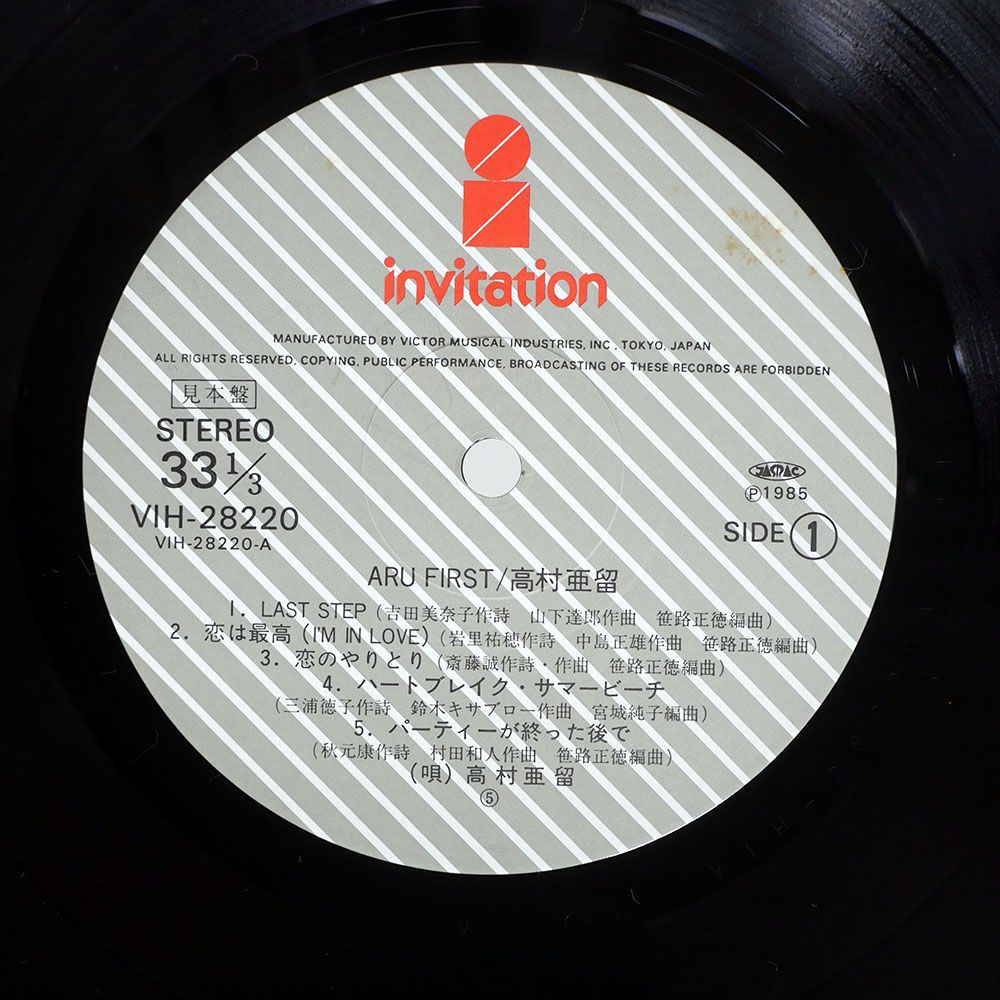 invitation
MANUFACTURED BY VICTOR MUSICAL INDUSTRIES, INC., TOKYO, JAPAN
ALL RIGHTS RESERVED, COPYING, PUBLIC PERFORMANCE, BROADCASTING OF THESE RECORDS ARE FORBIDDEN
見本盤
STEREO
33 1/3
VIH-28220
VIH-28220-A
JASRAC
℗1985
SIDE 1
ARU FIRST/高村亜留
1. LAST STEP (吉田美奈子作詩 山下達郎作曲 笹路正徳編曲)
2. 恋は最高 (I'M IN LOVE) (岩里祐穂作詩 中島正雄作曲 笹路正徳編曲)
3. 恋のやりとり (斎藤誠作詩・作曲 笹路正徳編曲)
4. ハートブレイク・サマービーチ
(三浦徳子作詩 鈴木キサブロー作曲 宮城純子編曲)
5. パーティーが終った後で
(秋元康作詩 村田和人作曲 笹路正徳編曲)
(唄) 高村亜留
⑤